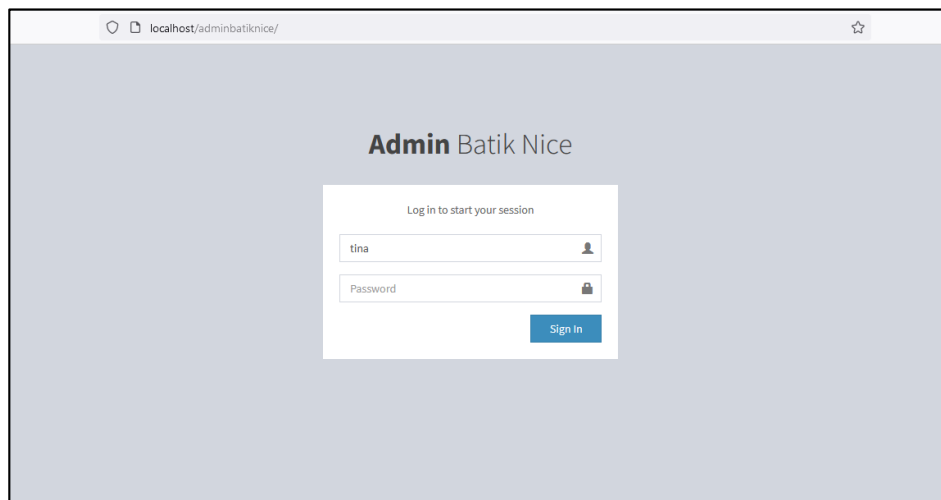 localhost/adminbatiknice/
Admin Batik Nice
Log in to start your session
tina
Password
Sign In